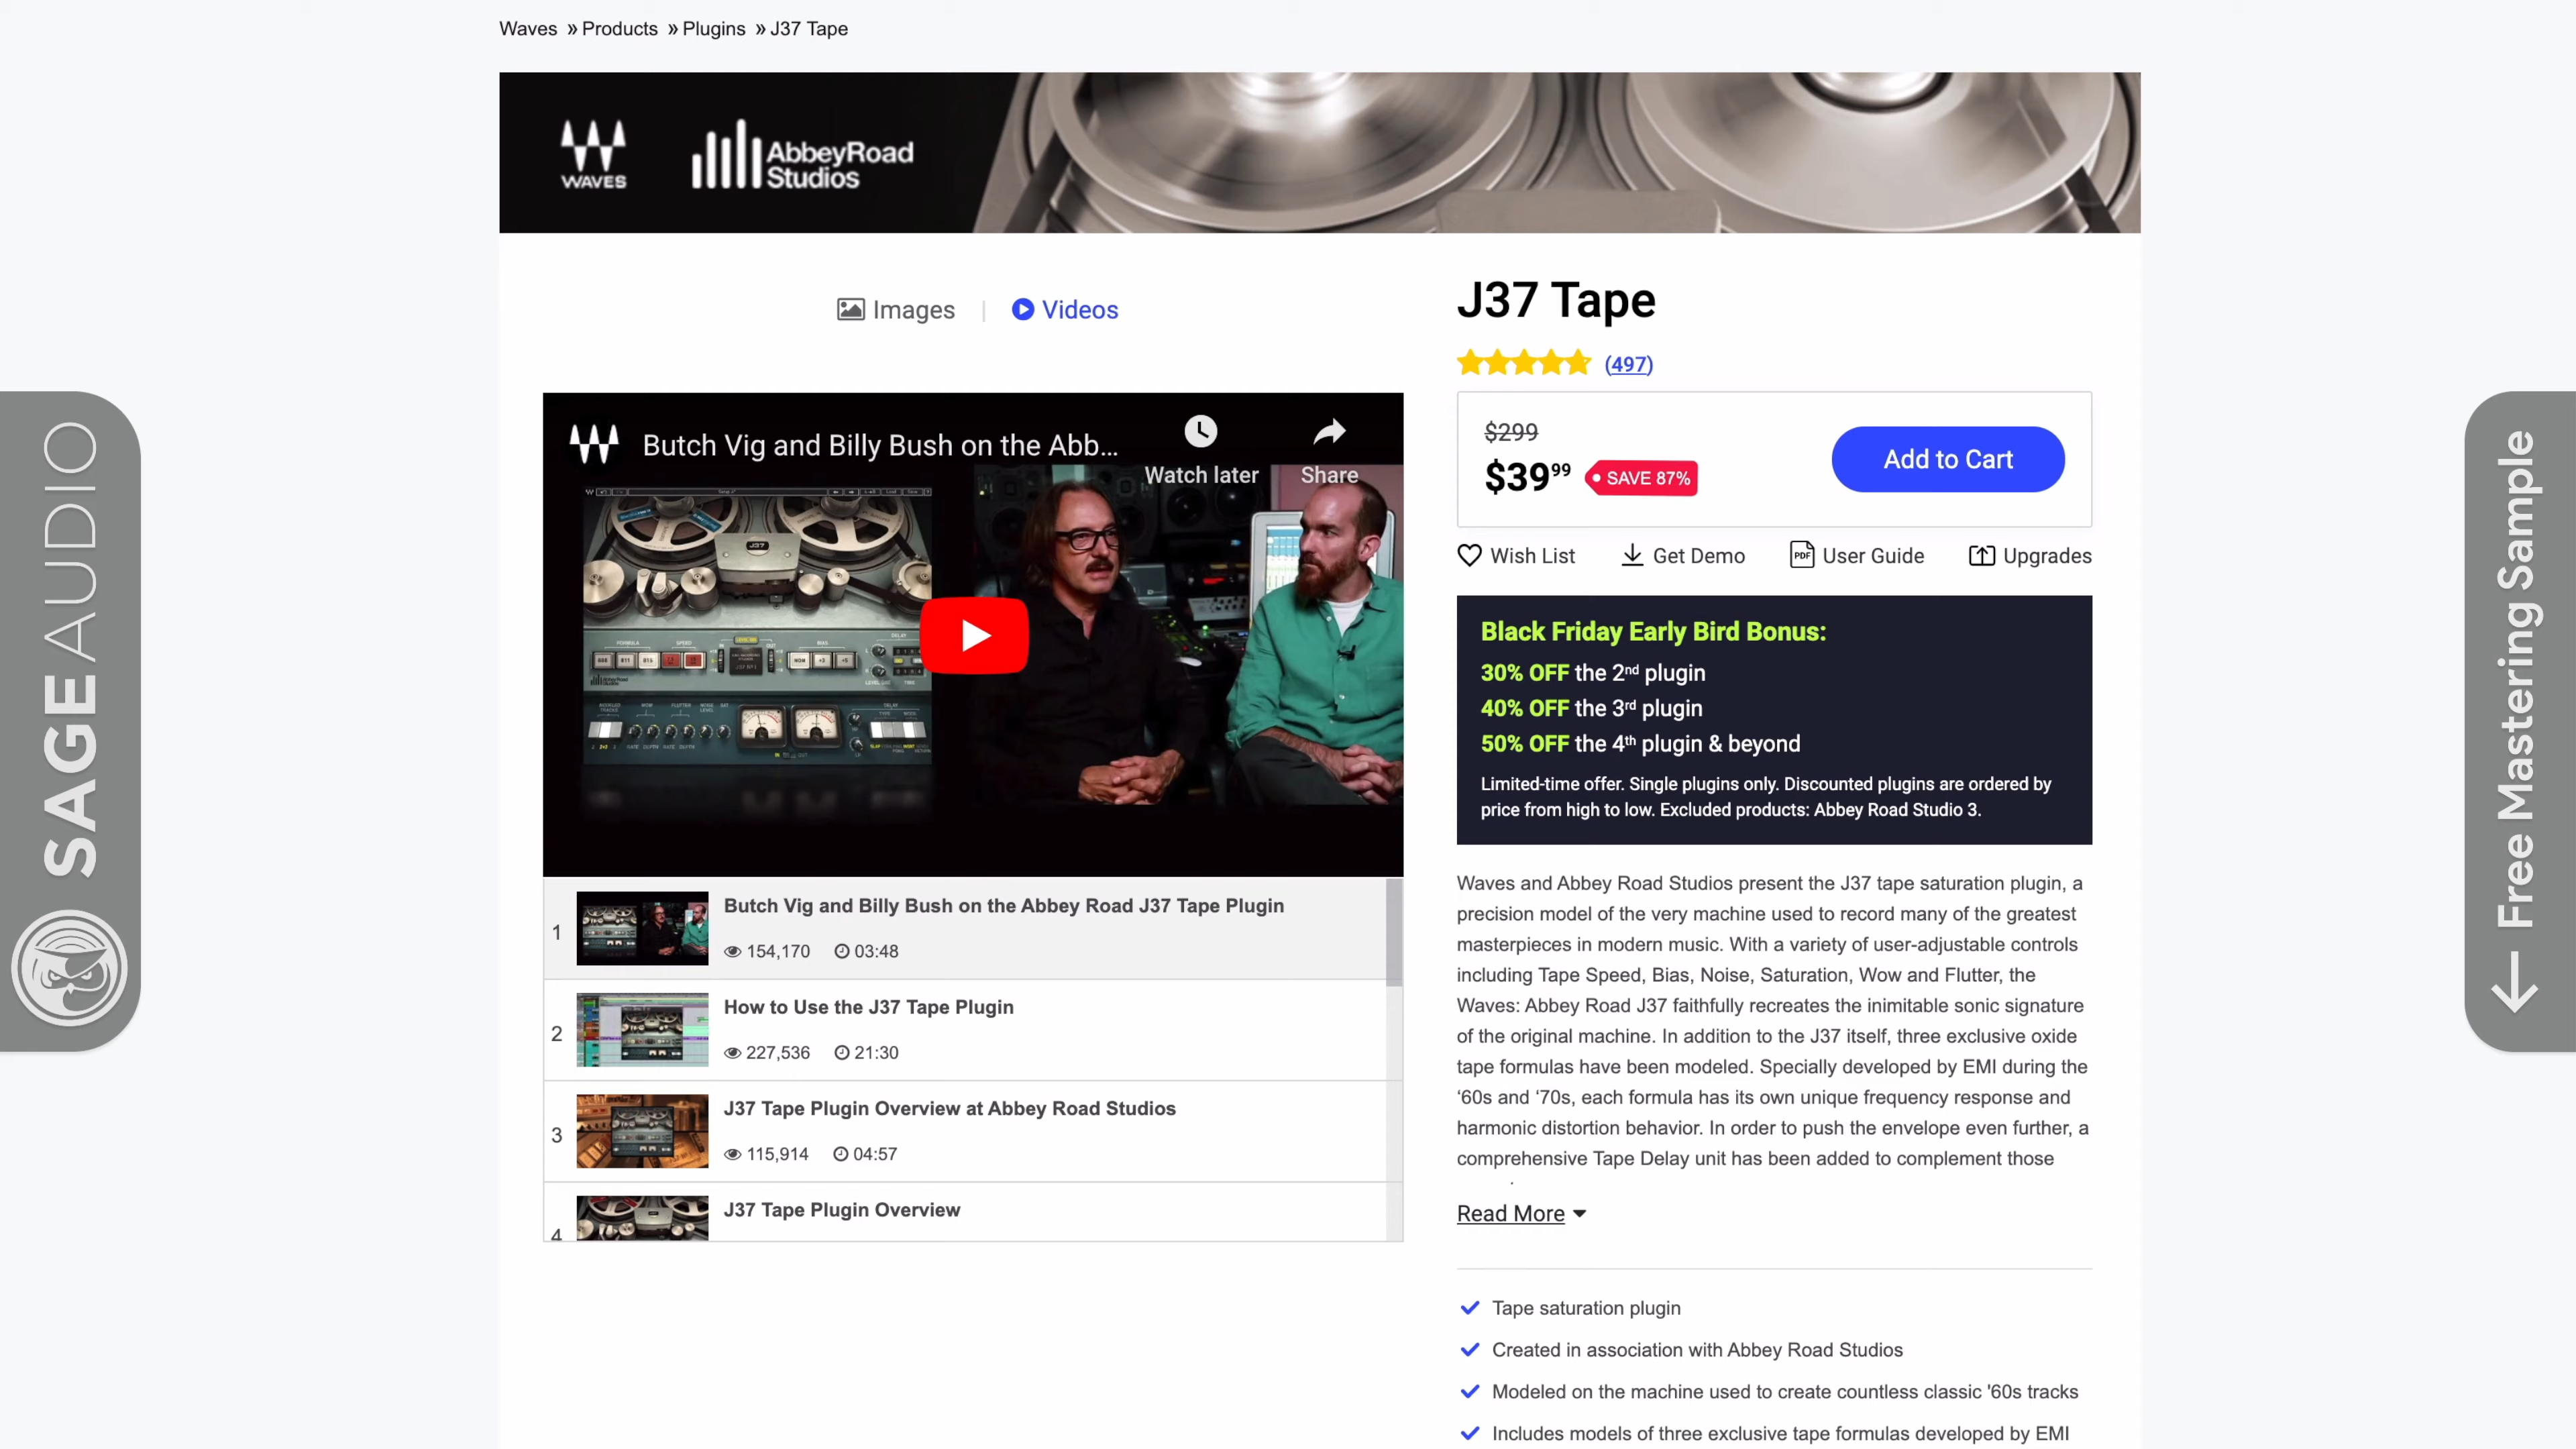 Waves » Products » Plugins » J37 Tape
WAVES
AbbeyRoad
Studios
Images | Videos
J37 Tape
(497)
$299
$39.99
SAVE 87%
Add to Cart
Wish List
Get Demo
PDF
User Guide
Upgrades
Butch Vig and Billy Bush on the Abb...
Watch later
Share
J37
Black Friday Early Bird Bonus:
30% OFF the 2nd plugin
40% OFF the 3rd plugin
50% OFF the 4th plugin & beyond
Limited-time offer. Single plugins only. Discounted plugins are ordered by
price from high to low. Excluded products: Abbey Road Studio 3.
1
Butch Vig and Billy Bush on the Abbey Road J37 Tape Plugin
154,170 03:48
2
How to Use the J37 Tape Plugin
227,536 21:30
3
J37 Tape Plugin Overview at Abbey Road Studios
115,914 04:57
4
J37 Tape Plugin Overview
Waves and Abbey Road Studios present the J37 tape saturation plugin, a
precision model of the very machine used to record many of the greatest
masterpieces in modern music. With a variety of user-adjustable controls
including Tape Speed, Bias, Noise, Saturation, Wow and Flutter, the
Waves: Abbey Road J37 faithfully recreates the inimitable sonic signature
of the original machine. In addition to the J37 itself, three exclusive oxide
tape formulas have been modeled. Specially developed by EMI during the
‘60s and ‘70s, each formula has its own unique frequency response and
harmonic distortion behavior. In order to push the envelope even further, a
comprehensive Tape Delay unit has been added to complement those
Read More
Tape saturation plugin
Created in association with Abbey Road Studios
Modeled on the machine used to create countless classic '60s tracks
Includes models of three exclusive tape formulas developed by EMI
SAGEAUDIO
Free Mastering Sample